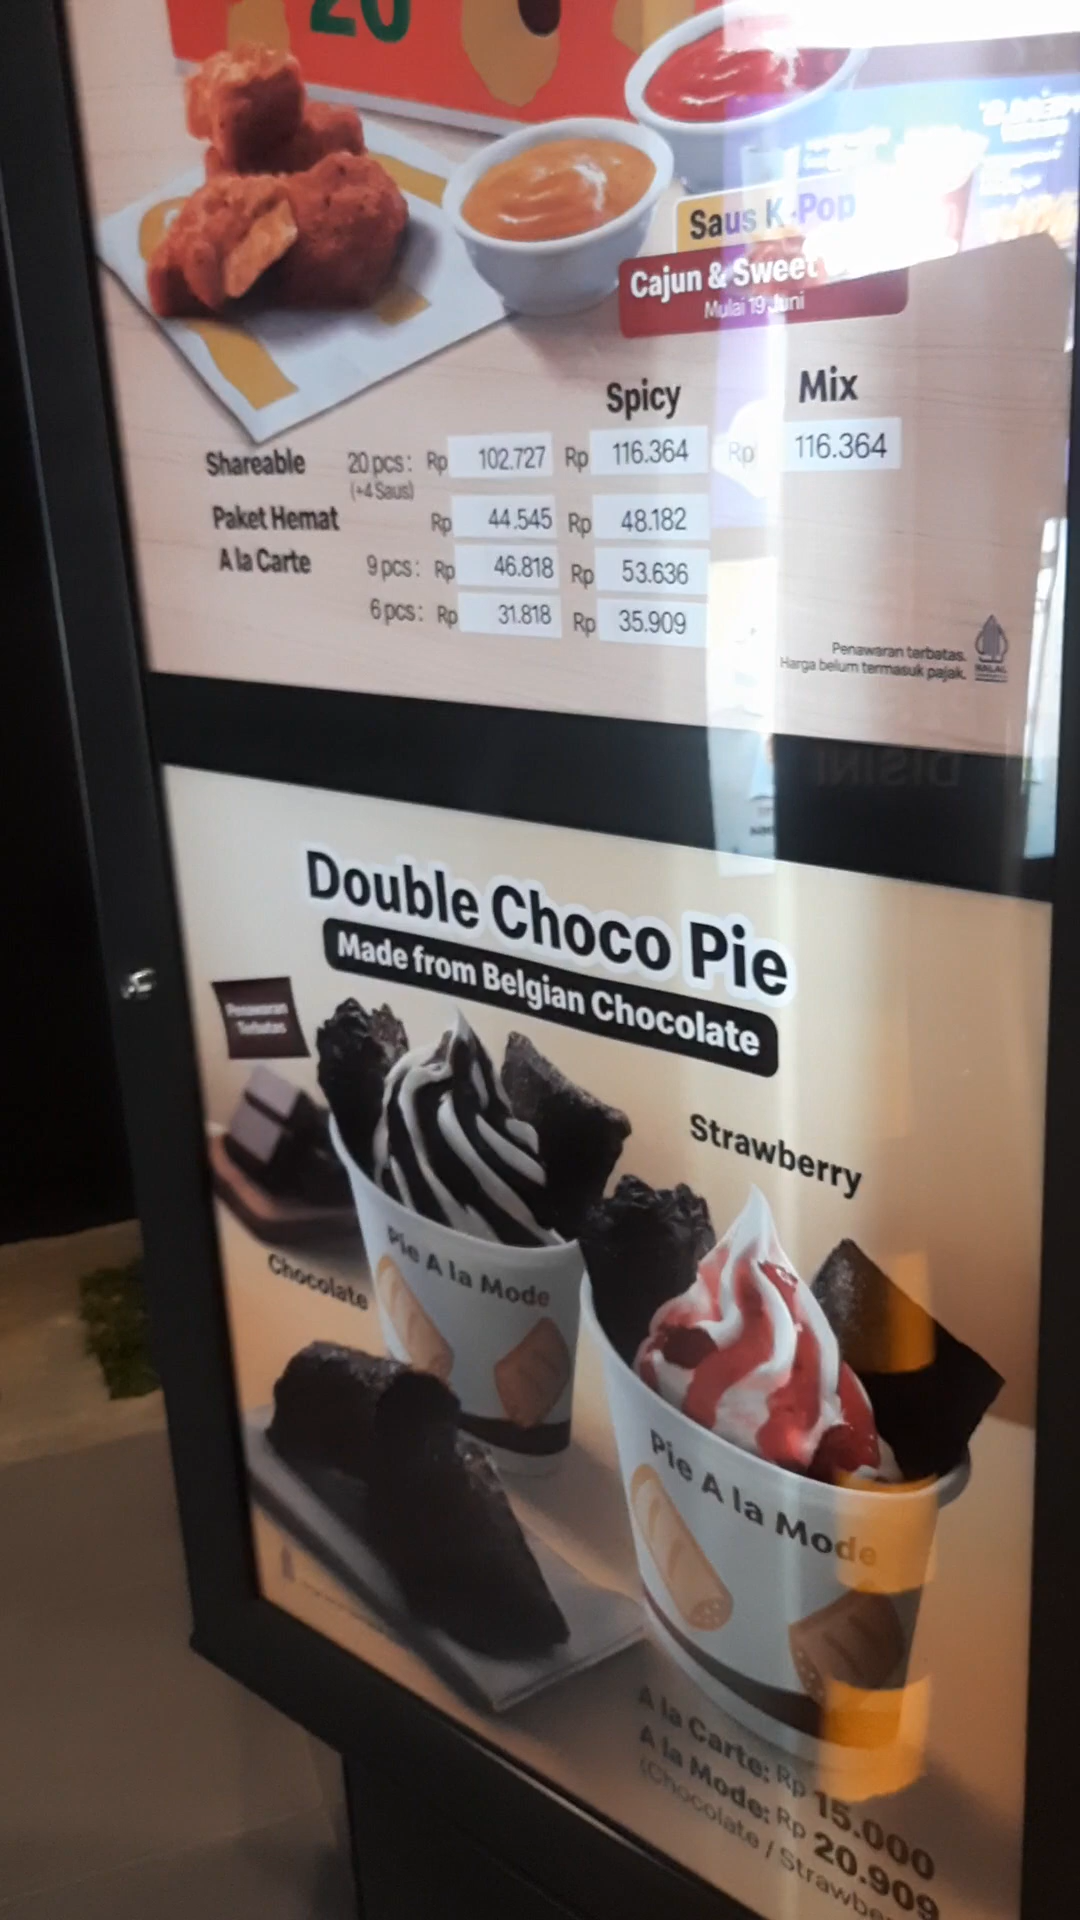 20
Saus K-Pop
Cajun & Sweet
Mulai 19 Juni
Spicy Mix
Shareable 20 pcs: Rp 102.727 Rp 116.364 Rp 116.364
(+4 Saus)
Paket Hemat Rp 44.545 Rp 48.182
A la Carte 9 pcs: Rp 46.818 Rp 53.636
6 pcs: Rp 31.818 Rp 35.909
Penawaran terbatas.
Harga belum termasuk pajak.
HALAL
Double Choco Pie
Made from Belgian Chocolate
Penawaran
Terbatas
Strawberry
Chocolate
Pie A la Mode
Pie A la Mode
A la Carte: Rp 15.000
A la Mode: Rp 20.909
(Chocolate /